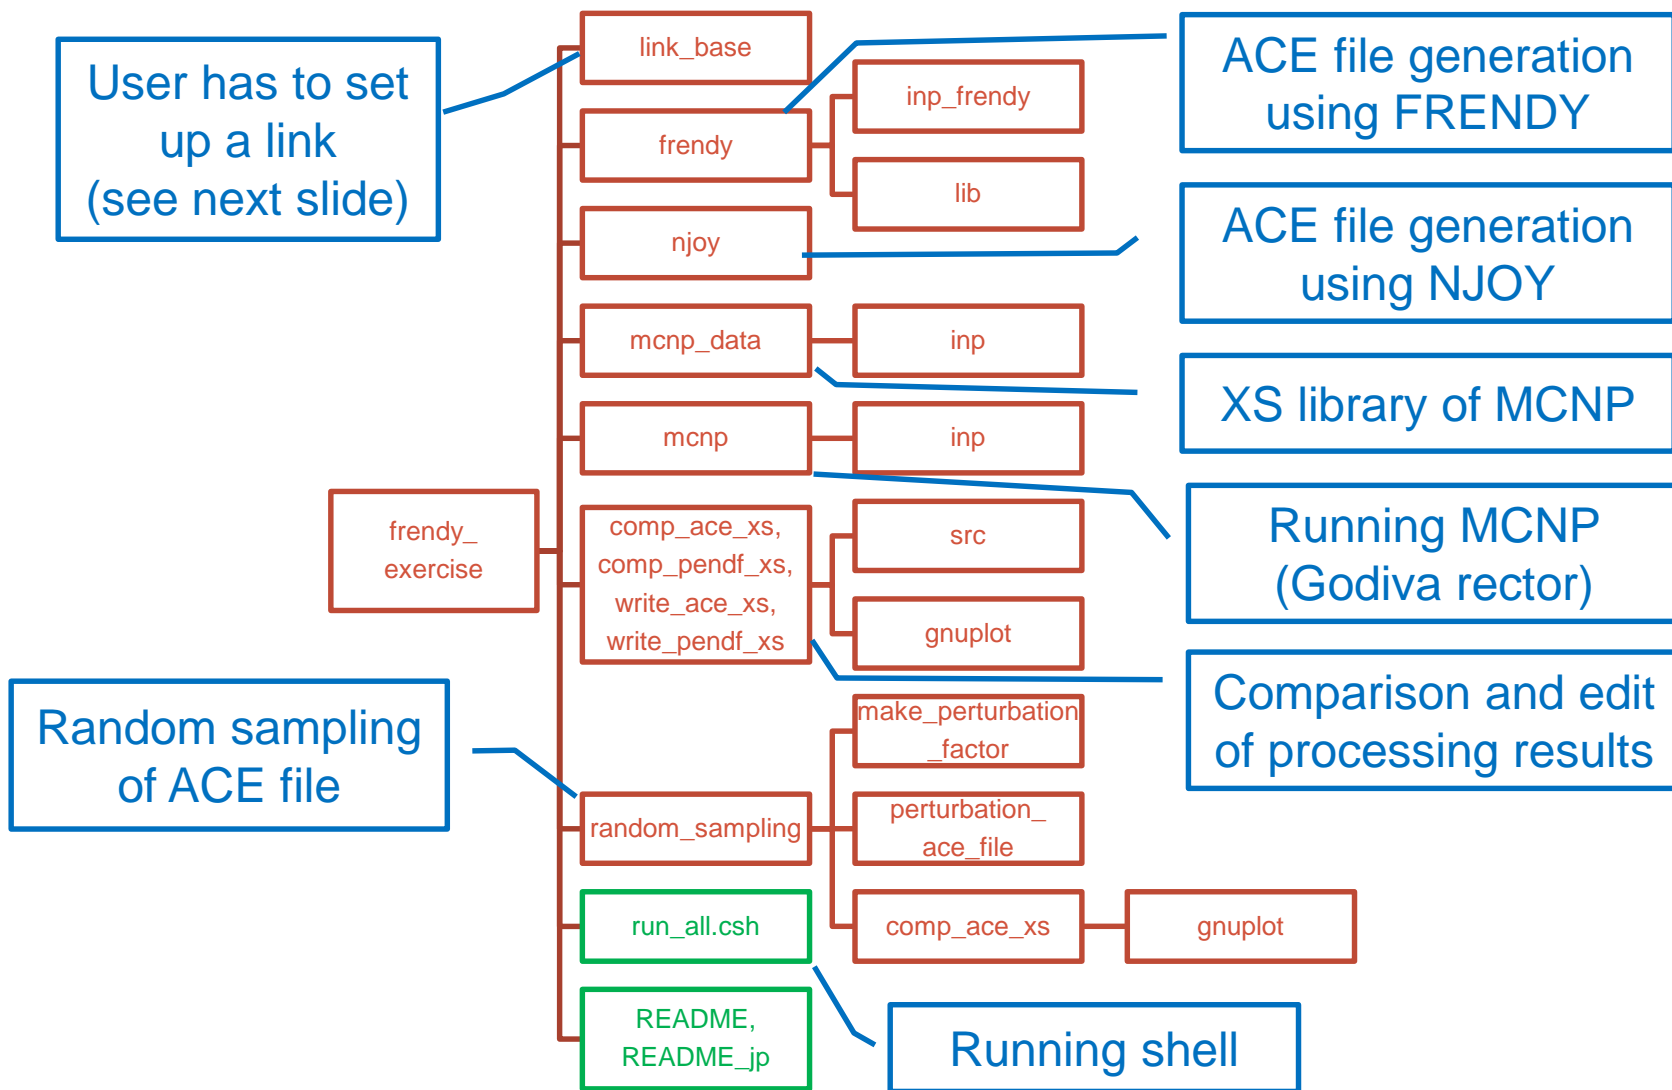 User has to set
up a link
(see next slide)
link_base
frendy
inp_frendy
lib
ACE file generation
using FRENDY
njoy
ACE file generation
using NJOY
mcnp_data
inp
XS library of MCNP
mcnp
inp
Running MCNP
(Godiva rector)
frendy_
exercise
comp_ace_xs,
comp_pendf_xs,
write_ace_xs,
write_pendf_xs
src
gnuplot
Comparison and edit
of processing results
Random sampling
of ACE file
random_sampling
make_perturbation
_factor
perturbation_
ace_file
comp_ace_xs
gnuplot
run_all.csh
Running shell
README,
README_jp